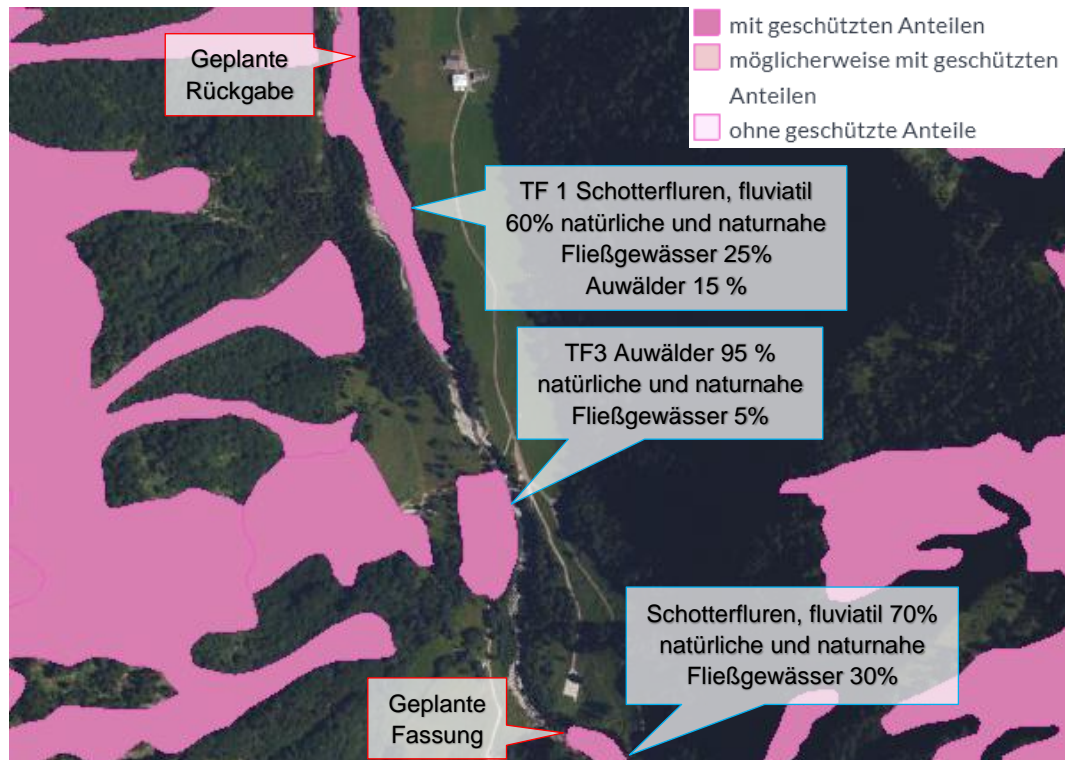 mit geschützten Anteilen
möglicherweise mit geschützten
Anteilen
ohne geschützte Anteile
Geplante
Rückgabe
TF 1 Schotterfluren, fluviatil
60% natürliche und naturnahe
Fließgewässer 25%
Auwälder 15 %
TF3 Auwälder 95 %
natürliche und naturnahe
Fließgewässer 5%
Schotterfluren, fluviatil 70%
natürliche und naturnahe
Fließgewässer 30%
Geplante
Fassung